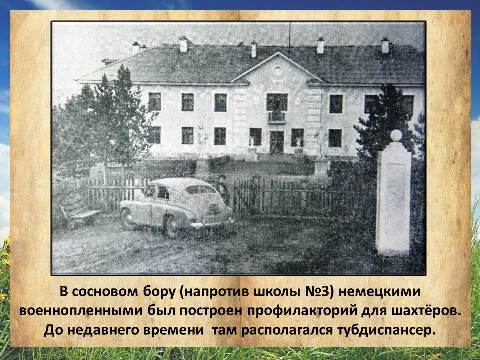 В сосновом бору (напротив школы №3) немецкими
военнопленными был построен профилакторий для шахтёров.
До недавнего времени там располагался тубдиспансер.